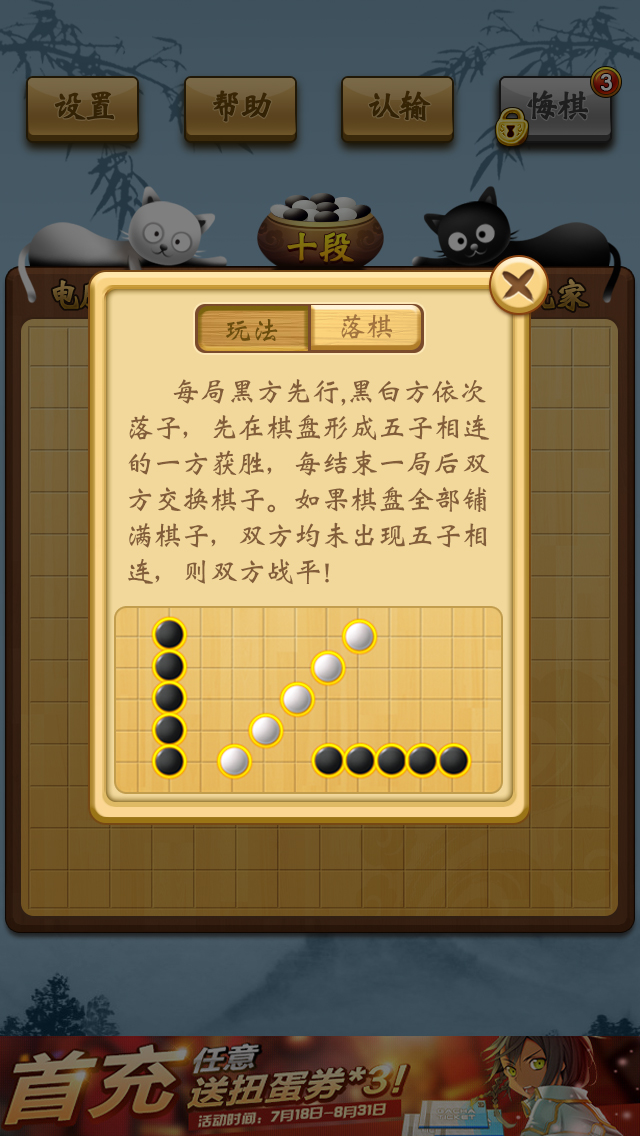 设置
帮助
认输
悔棋
3
十段
电
家
玩法
落棋
每局黑方先行,黑白方依次
落子，先在棋盘形成五子相连
的一方获胜，每结束一局后双
方交换棋子。如果棋盘全部铺
满棋子，双方均未出现五子相
连，则双方战平!
首充
任意
送扭蛋券*3!
活动时间：7月18日-8月31日
GACHA
TICKET